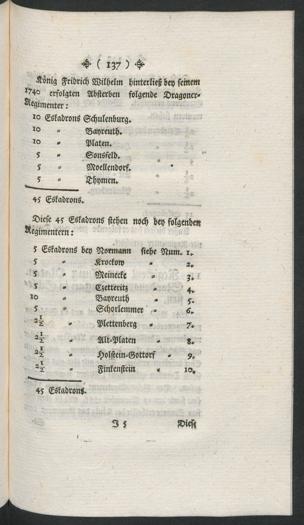 ✠ ( 137 ) ✠
König Fridrich Wilhelm hinterließ bey seinem
1740 erfolgten Absterben folgende Dragoner-
Regimenter:
10 Eskadrons Schulenburg.
10 " Bayreuth.
10 " Platen.
5 " Sonsfeld.
5 " Moellendorf.
5 " Thymen.
45 Eskadrons.
Diese 45 Eskadrons stehen noch bey folgenden
Regimentern:
5 Eskadrons bey Normann siehe Num. 1.
5 " Krockow " 2.
5 " Meinecke " 3.
5 " Czetteritz " 4.
10 " Bayreuth " 5.
5 " Schorlemmer " 6.
2½ " Plettenberg " 7.
2½ " Alt-Platen " 8.
2½ " Holstein-Gottorf " 9.
2½ " Finkenstein " 10.
45 Eskadrons.
J 5 Diese